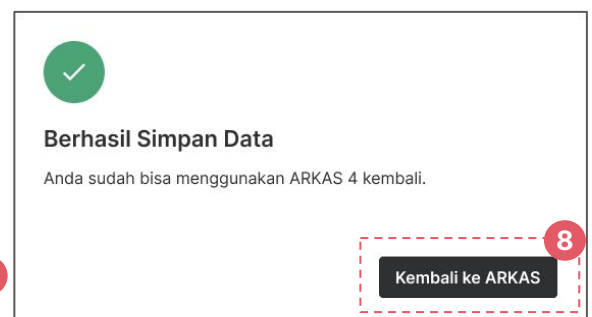 Berhasil Simpan Data
Anda sudah bisa menggunakan ARKAS 4 kembali.
8
Kembali ke ARKAS